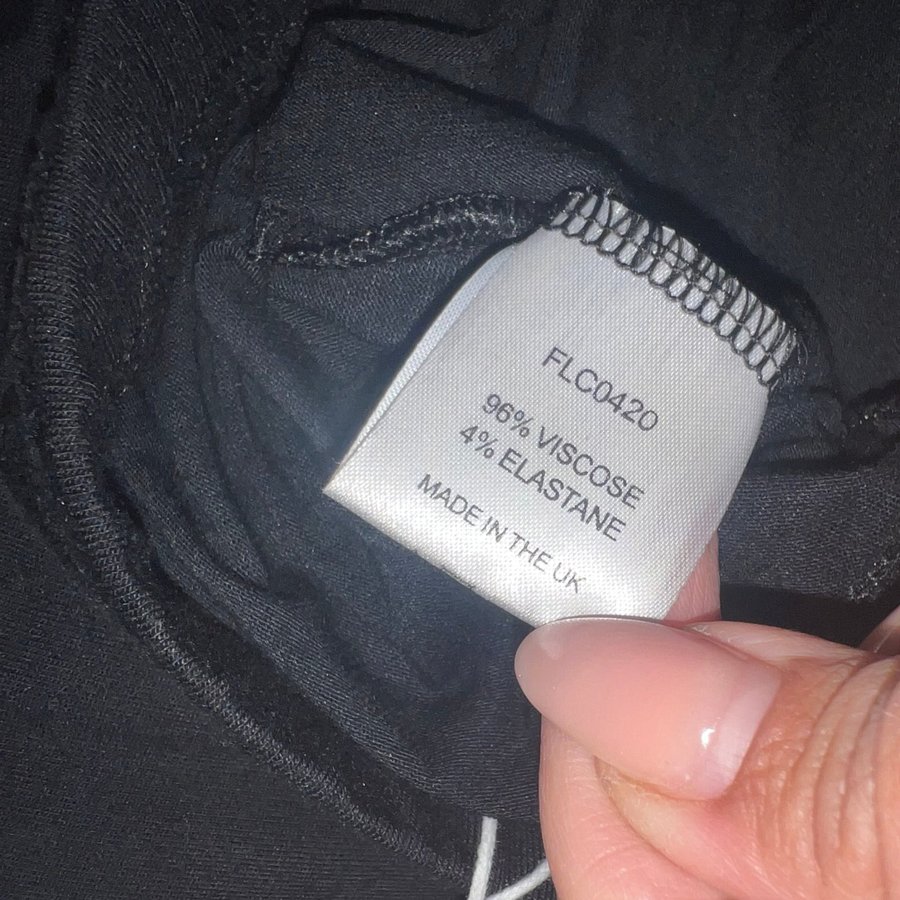 FLC0420
96% VISCOSE
4% ELASTANE
MADE IN THE UK